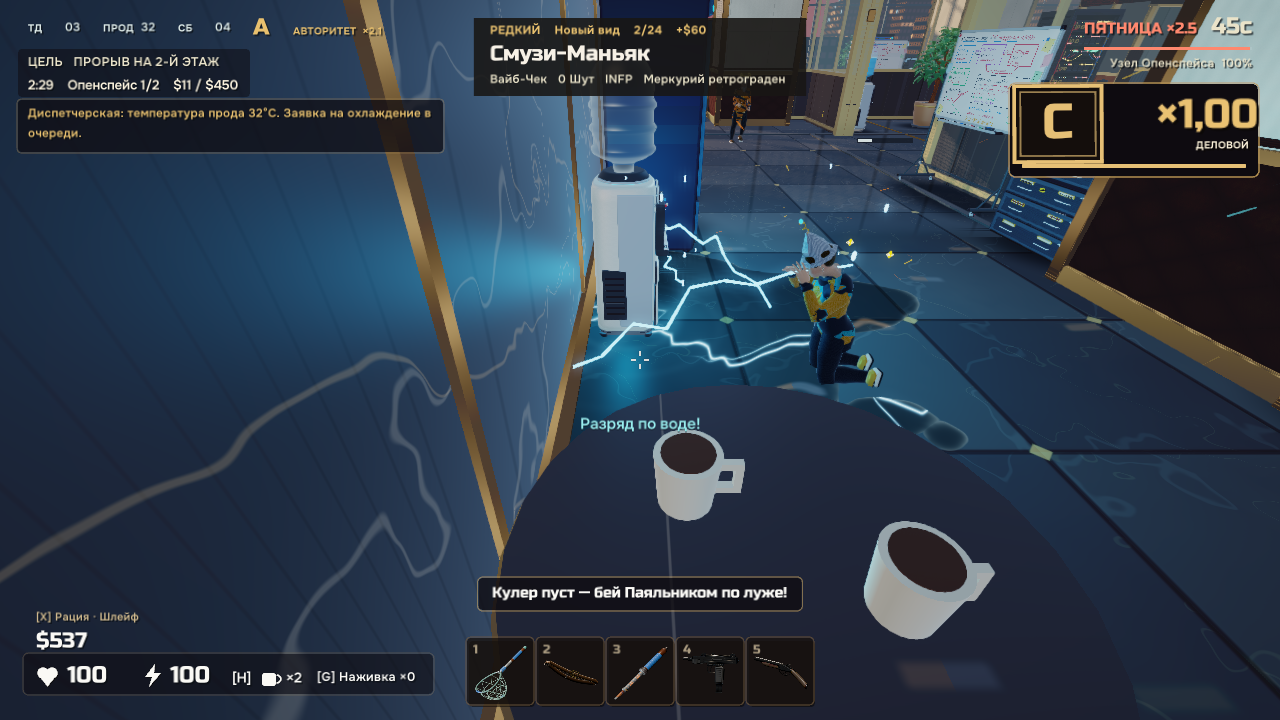 ТД 03 ПРОД 32 СБ 04 A АВТОРИТЕТ ×2.1
ЦЕЛЬ ПРОРЫВ НА 2-Й ЭТАЖ
2:29 Опенспейс 1/2 $11 / $450
Диспетчерская: температура прода 32°C. Заявка на охлаждение в
очереди.
РЕДКИЙ Новый вид 2/24 +$60
Смузи-Маньяк
Вайб-Чек 0 Шут INFP Меркурий ретрограден
ПЯТНИЦА ×2.5 45с
Узел Опенспейса 100%
C ×1,00
ДЕЛОВОЙ
Разряд по воде!
Кулер пуст — бей Паяльником по луже!
[X] Рация · Шлейф
$537
100 100 [H] ×2 [G] Наживка ×0
1 2 3 4 5